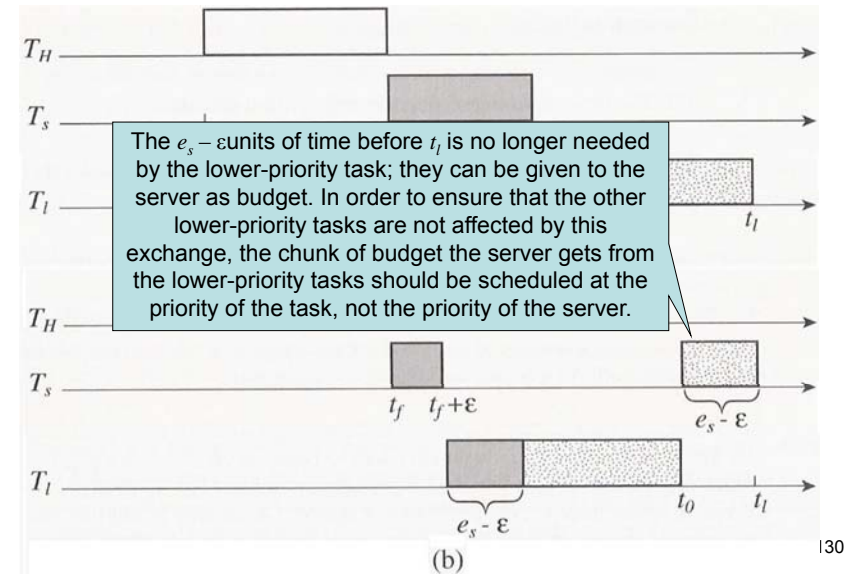 T_H
T_s
The e_s – εunits of time before t_l is no longer needed
by the lower-priority task; they can be given to the
server as budget. In order to ensure that the other
lower-priority tasks are not affected by this
exchange, the chunk of budget the server gets from
the lower-priority tasks should be scheduled at the
priority of the task, not the priority of the server.
T_l
t_l
T_H
T_s
t_f t_f+ε
e_s - ε
T_l
t_0 t_l
e_s - ε
(b)
130